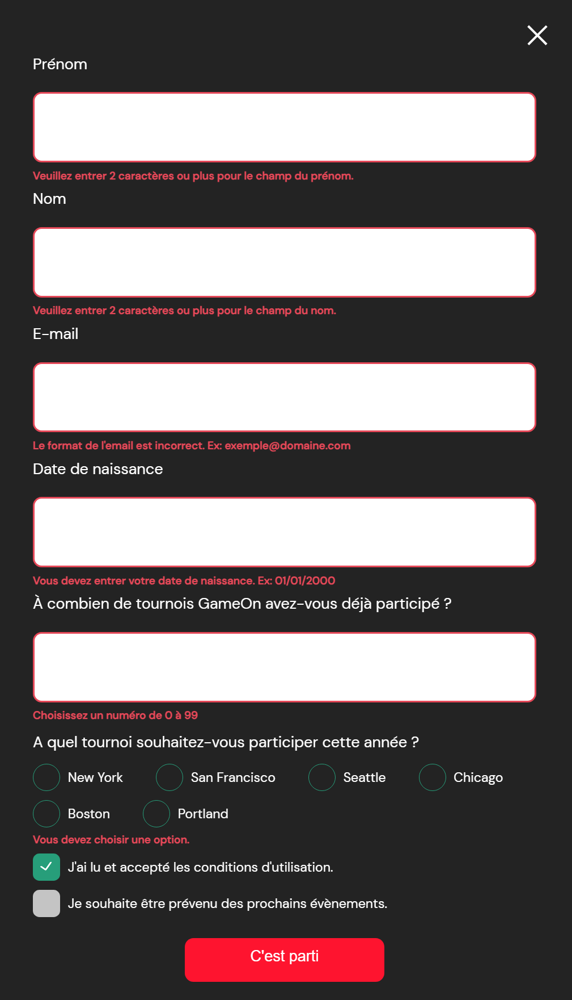 Prénom
Veuillez entrer 2 caractères ou plus pour le champ du prénom.
Nom
Veuillez entrer 2 caractères ou plus pour le champ du nom.
E-mail
Le format de l'email est incorrect. Ex: exemple@domaine.com
Date de naissance
Vous devez entrer votre date de naissance. Ex: 01/01/2000
À combien de tournois GameOn avez-vous déjà participé ?
Choisissez un numéro de 0 à 99
A quel tournoi souhaitez-vous participer cette année ?
New York San Francisco Seattle Chicago
Boston Portland
Vous devez choisir une option.
J'ai lu et accepté les conditions d'utilisation.
Je souhaite être prévenu des prochains évènements.
C'est parti